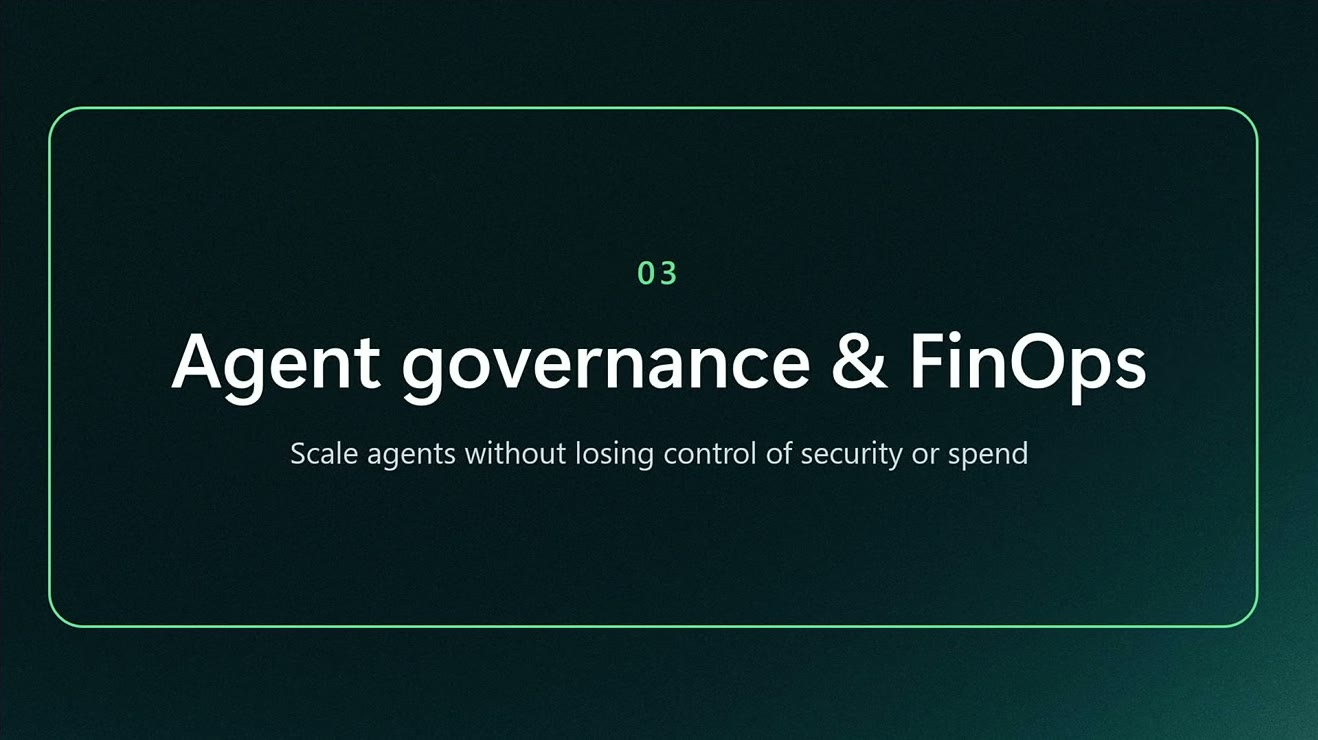 03
Agent governance & FinOps
Scale agents without losing control of security or spend